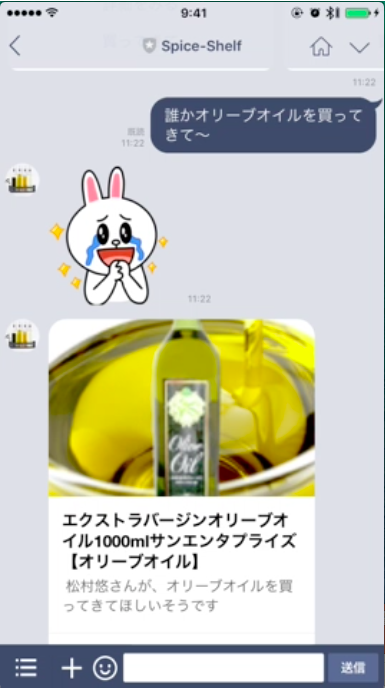 9:41
Spice-Shelf
11:22
誰かオリーブオイルを買って
きて〜
既読
11:22
11:22
Olive
Oil
エクストラバージンオリーブオ
イル1000mlサンエンタプライズ
【オリーブオイル】
松村悠さんが、オリーブオイルを買
ってきてほしいそうです
送信